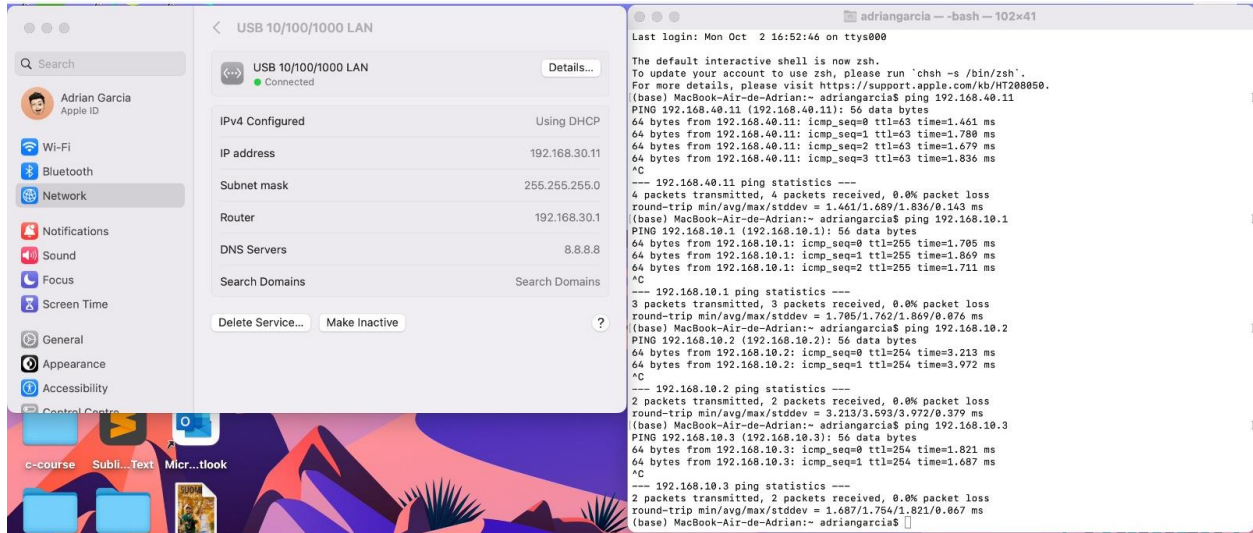 USB 10/100/1000 LAN
Search
Adrian Garcia
Apple ID
Wi-Fi
Bluetooth
Network
Notifications
Sound
Focus
Screen Time
General
Appearance
Accessibility
Control Centre
USB 10/100/1000 LAN
Connected
Details...
IPv4 Configured Using DHCP
IP address 192.168.30.11
Subnet mask 255.255.255.0
Router 192.168.30.1
DNS Servers 8.8.8.8
Search Domains Search Domains
Delete Service... Make Inactive ?
c-course Subli...Text Micr...tlook
SUOMI
adriangarcia — -bash — 102×41
Last login: Mon Oct  2 16:52:46 on ttys000
The default interactive shell is now zsh.
To update your account to use zsh, please run `chsh -s /bin/zsh`.
For more details, please visit https://support.apple.com/kb/HT208050.
(base) MacBook-Air-de-Adrian:~ adriangarcia$ ping 192.168.40.11
PING 192.168.40.11 (192.168.40.11): 56 data bytes
64 bytes from 192.168.40.11: icmp_seq=0 ttl=63 time=1.461 ms
64 bytes from 192.168.40.11: icmp_seq=1 ttl=63 time=1.780 ms
64 bytes from 192.168.40.11: icmp_seq=2 ttl=63 time=1.679 ms
64 bytes from 192.168.40.11: icmp_seq=3 ttl=63 time=1.836 ms
^C
--- 192.168.40.11 ping statistics ---
4 packets transmitted, 4 packets received, 0.0% packet loss
round-trip min/avg/max/stddev = 1.461/1.689/1.836/0.143 ms
(base) MacBook-Air-de-Adrian:~ adriangarcia$ ping 192.168.10.1
PING 192.168.10.1 (192.168.10.1): 56 data bytes
64 bytes from 192.168.10.1: icmp_seq=0 ttl=255 time=1.705 ms
64 bytes from 192.168.10.1: icmp_seq=1 ttl=255 time=1.869 ms
64 bytes from 192.168.10.1: icmp_seq=2 ttl=255 time=1.711 ms
^C
--- 192.168.10.1 ping statistics ---
3 packets transmitted, 3 packets received, 0.0% packet loss
round-trip min/avg/max/stddev = 1.705/1.762/1.869/0.076 ms
(base) MacBook-Air-de-Adrian:~ adriangarcia$ ping 192.168.10.2
PING 192.168.10.2 (192.168.10.2): 56 data bytes
64 bytes from 192.168.10.2: icmp_seq=0 ttl=254 time=3.213 ms
64 bytes from 192.168.10.2: icmp_seq=1 ttl=254 time=3.972 ms
^C
--- 192.168.10.2 ping statistics ---
2 packets transmitted, 2 packets received, 0.0% packet loss
round-trip min/avg/max/stddev = 3.213/3.593/3.972/0.379 ms
(base) MacBook-Air-de-Adrian:~ adriangarcia$ ping 192.168.10.3
PING 192.168.10.3 (192.168.10.3): 56 data bytes
64 bytes from 192.168.10.3: icmp_seq=0 ttl=254 time=1.821 ms
64 bytes from 192.168.10.3: icmp_seq=1 ttl=254 time=1.687 ms
^C
--- 192.168.10.3 ping statistics ---
2 packets transmitted, 2 packets received, 0.0% packet loss
round-trip min/avg/max/stddev = 1.687/1.754/1.821/0.067 ms
(base) MacBook-Air-de-Adrian:~ adriangarcia$